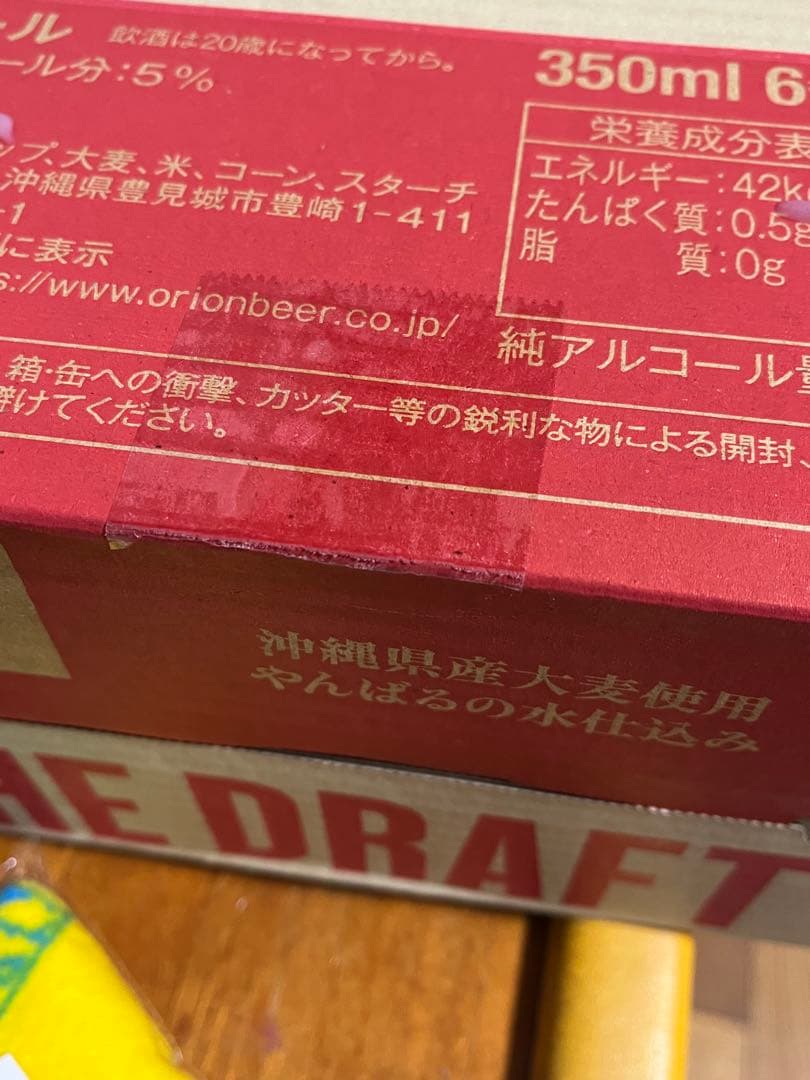 ール 飲酒は20歳になってから。
ール分:5%
350ml 6
栄養成分表
エネルギー:42k
たんぱく質:0.5g
脂 質:0g
純アルコール量
ップ、大麦、米、コーン、スターチ
沖縄県豊見城市豊崎1-411
-1
に表示
s://www.orionbeer.co.jp/
箱・缶への衝撃、カッター等の鋭利な物による開封、
避けてください。
沖縄県産大麦使用
やんばるの水仕込み
HE DRAFT